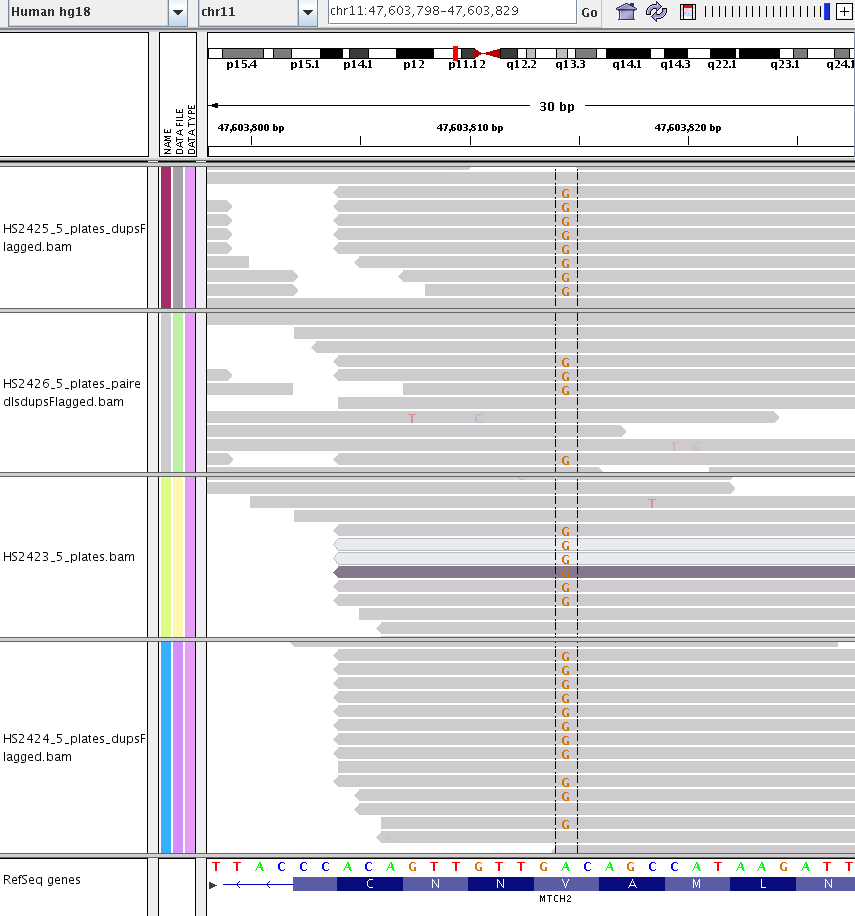 Human hg18 chr11 chr11:47,603,798-47,603,829 Go
p15.4 p15.1 p14.1 p12 p11.12 q12.2 q13.3 q14.1 q14.3 q22.1 q23.1 q24.1
30 bp
NAME
DATA FILE
DATA TYPE
47,603,800 bp 47,603,810 bp 47,603,820 bp
G
G
G
G
G
G
G
G
HS2425_5_plates_dupsF
lagged.bam
G
G
G
T C
T G
G
HS2426_5_plates_paire
dIsdupsFlagged.bam
T
G
G
G
G
G
G
HS2423_5_plates.bam
G
G
G
G
G
G
G
G
G
G
G
HS2424_5_plates_dupsF
lagged.bam
T T A C C C A C A G T T G T T G A C A G C C A T A A G A T T
RefSeq genes
C N N V A M L N
MTCH2